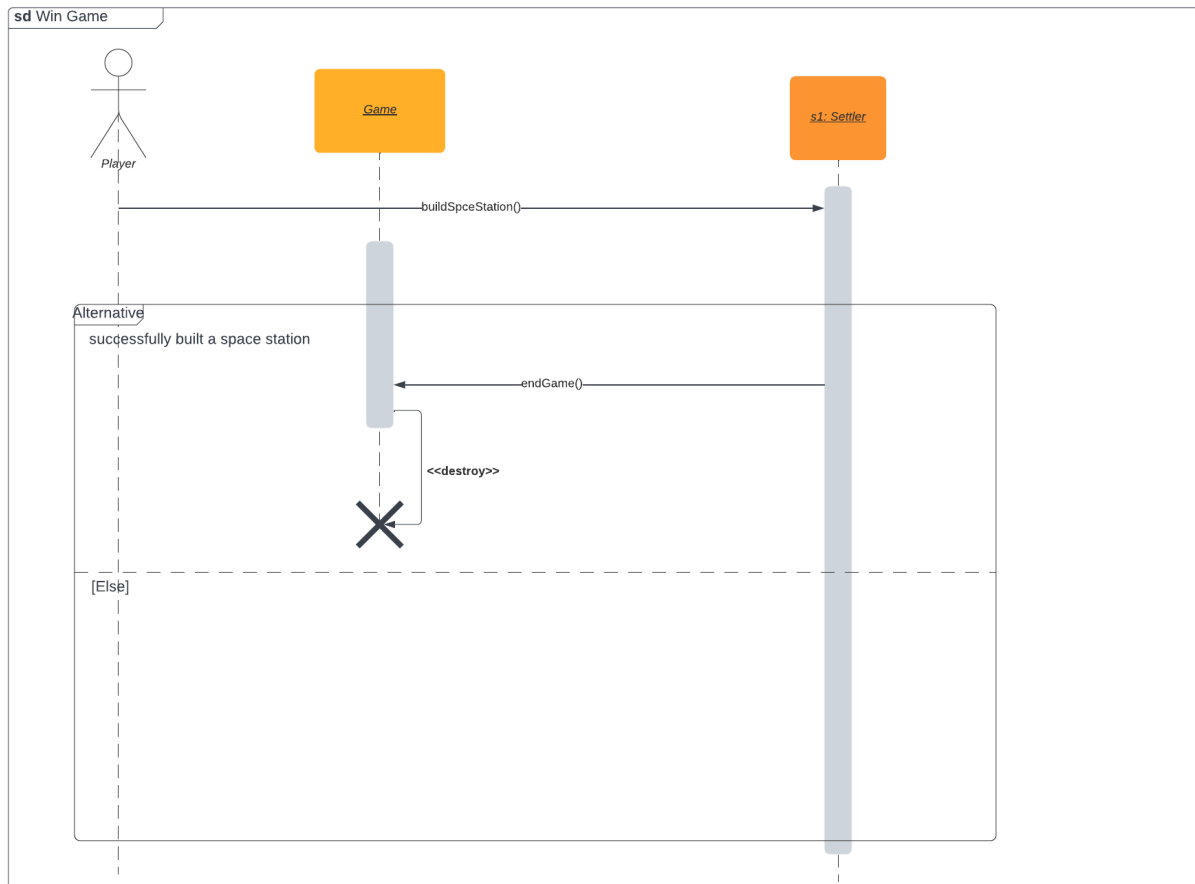 sd Win Game
Player
Game
s1: Settler
buildSpceStation()
Alternative
successfully built a space station
endGame()
<<destroy>>
[Else]